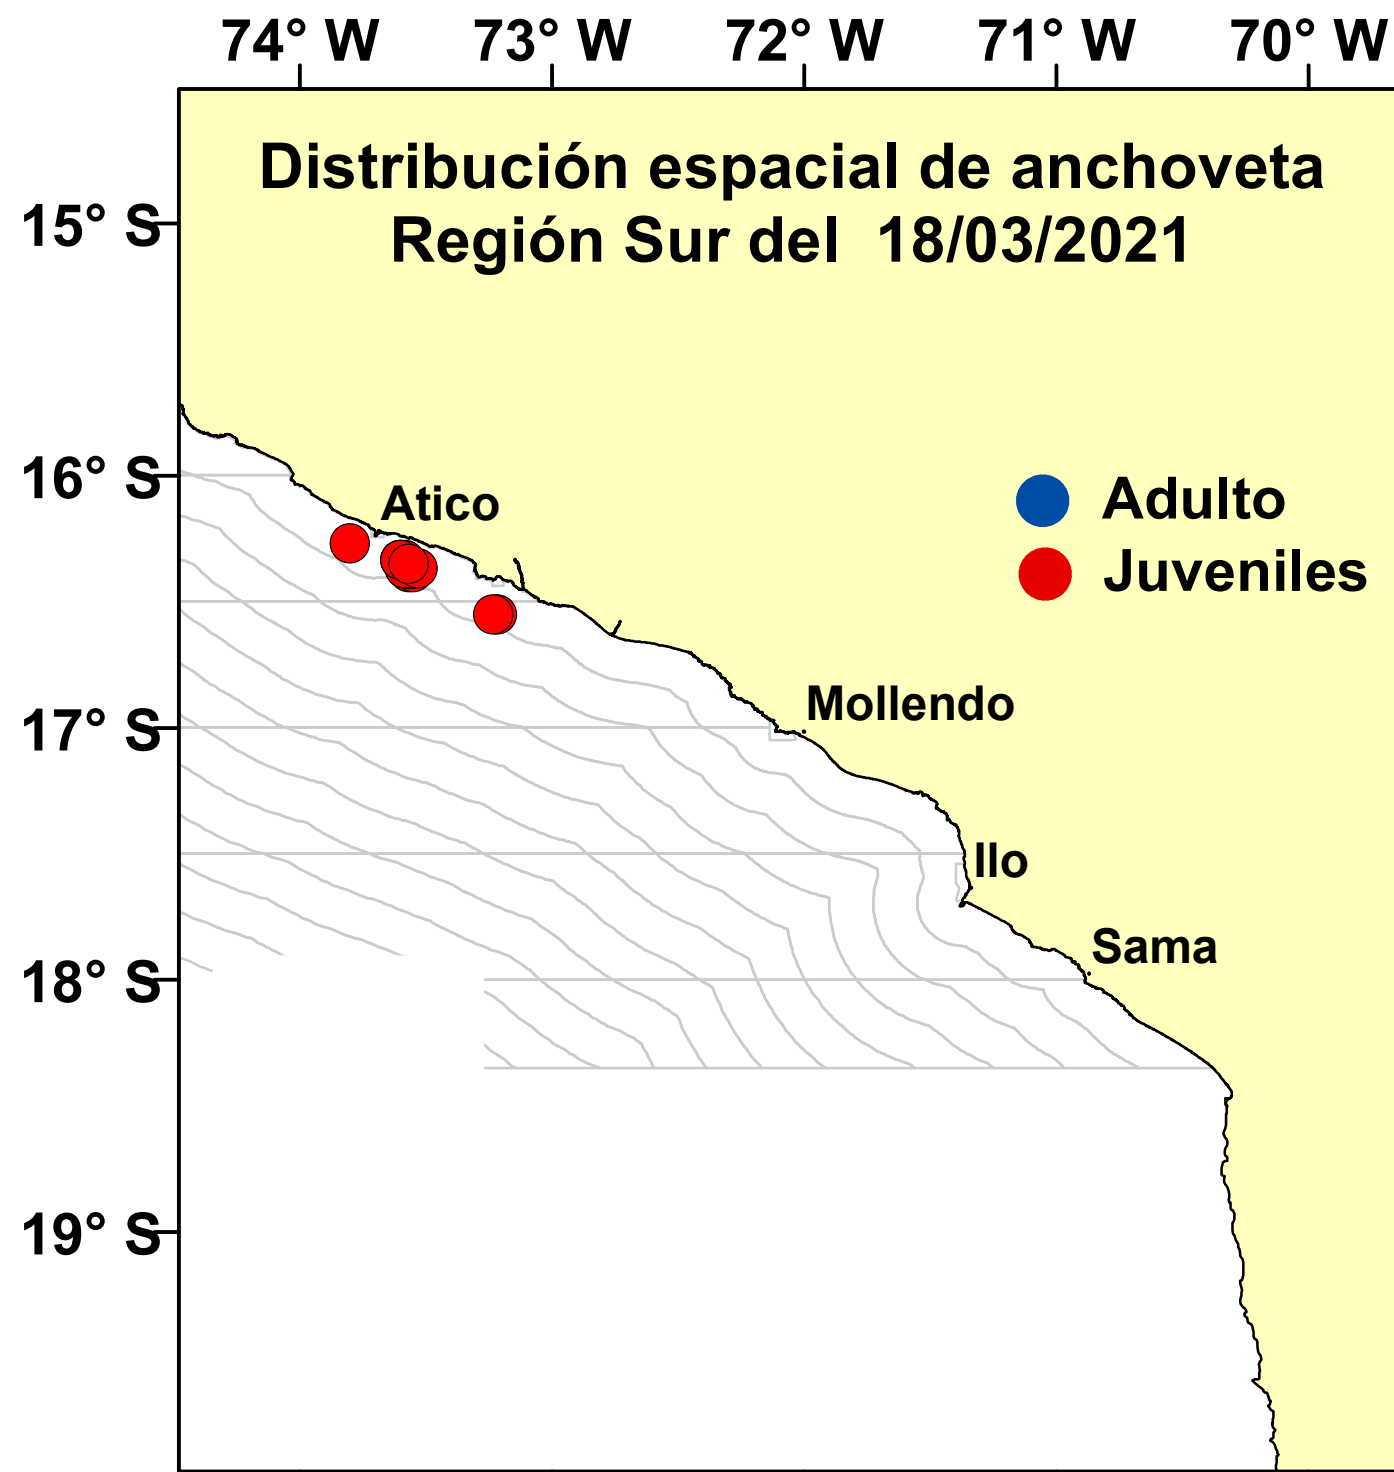 74° W 73° W 72° W 71° W 70° W
Distribución espacial de anchoveta
Región Sur del 18/03/2021
15° S
16° S
Atico
Adulto
Juveniles
17° S
Mollendo
Ilo
Sama
18° S
19° S